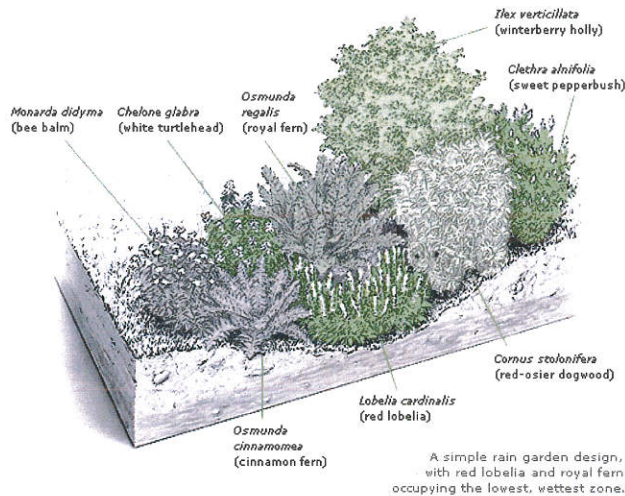 Ilex verticillata
(winterberry holly)
Clethra alnifolia
(sweet pepperbush)
Monarda didyma
(bee balm)
Chelone glabra
(white turtlehead)
Osmunda
regalis
(royal fern)
Cornus stolonifera
(red-osier dogwood)
Lobelia cardinalis
(red lobelia)
Osmunda
cinnamomea
(cinnamon fern)
A simple rain garden design,
with red lobelia and royal fern
occupying the lowest, wettest zone.